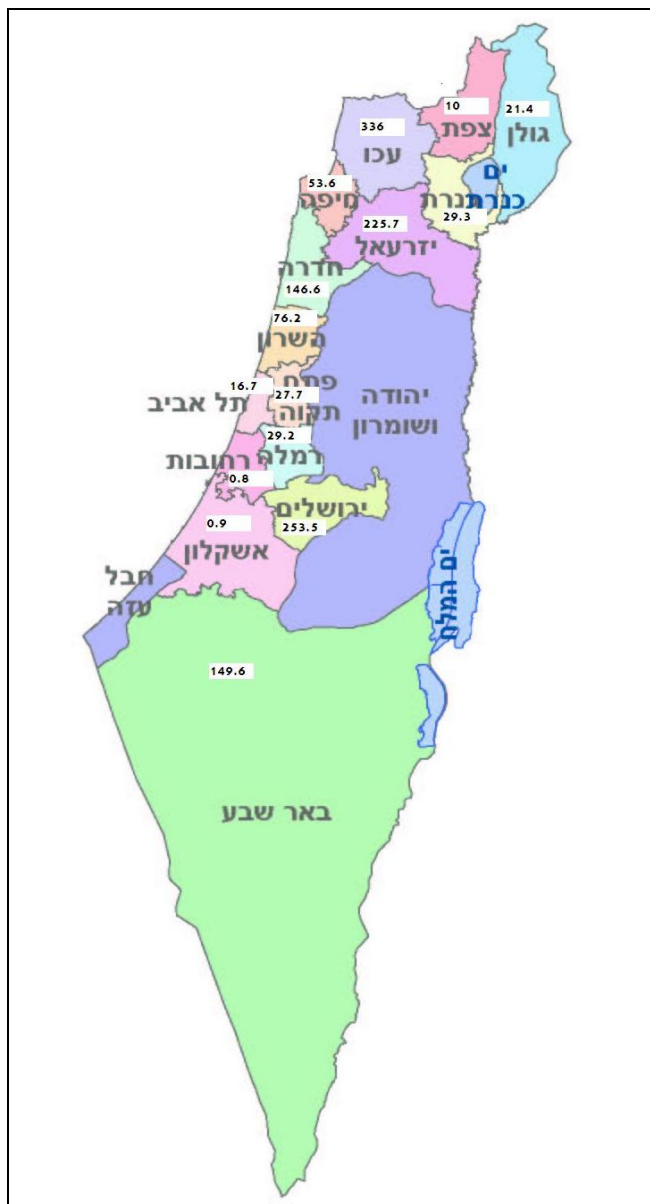 10
צפת
21.4
גולן
336
עכו
ים
כנרת
כנרת
29.3
53.6
חיפה
225.7
יזרעאל
חדרה
146.6
76.2
השרון
פתח
27.7
תקוה
16.7
תל אביב
יהודה
ושומרון
29.2
רמלה
רחובות
0.8
ירושלים
253.5
0.9
אשקלון
חבל
עזה
ים המלח
149.6
באר שבע